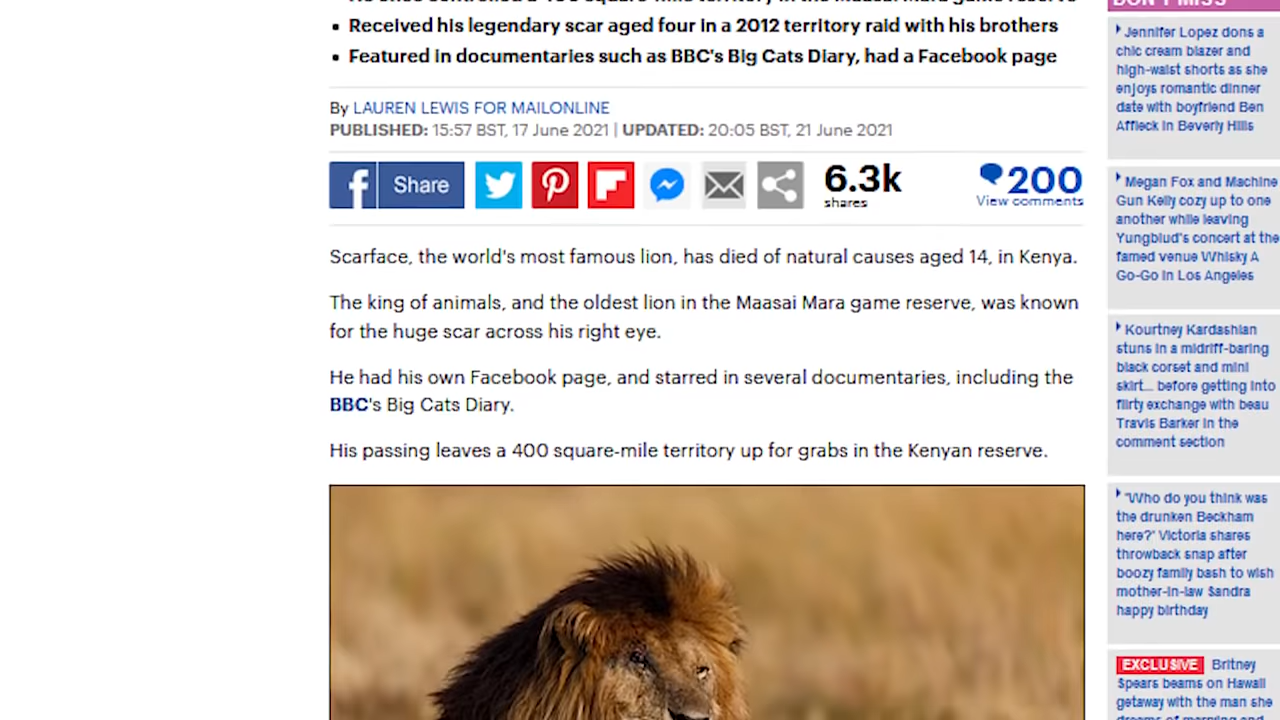 DON'T MISS
Received his legendary scar aged four in a 2012 territory raid with his brothers
Featured in documentaries such as BBC's Big Cats Diary, had a Facebook page
By LAUREN LEWIS FOR MAILONLINE
PUBLISHED: 15:57 BST, 17 June 2021 | UPDATED: 20:05 BST, 21 June 2021
Share
6.3k
shares
200
View comments
Scarface, the world's most famous lion, has died of natural causes aged 14, in Kenya.
The king of animals, and the oldest lion in the Maasai Mara game reserve, was known
for the huge scar across his right eye.
He had his own Facebook page, and starred in several documentaries, including the
BBC's Big Cats Diary.
His passing leaves a 400 square-mile territory up for grabs in the Kenyan reserve.
Jennifer Lopez dons a
chic cream blazer and
high-waist shorts as she
enjoys romantic dinner
date with boyfriend Ben
Affleck in Beverly Hills
Megan Fox and Machine
Gun Kelly cozy up to one
another while leaving
Yungblud's concert at the
famed venue Whisky A
Go-Go in Los Angeles
Kourtney Kardashian
stuns in a midriff-baring
black corset and mini
skirt... before getting into
flirty exchange with beau
Travis Barker in the
comment section
'Who do you think was
the drunken Beckham
here?' Victoria shares
throwback snap after
boozy family bash to wish
mother-in-law Sandra
happy birthday
EXCLUSIVE Britney
Spears beams on Hawaii
getaway with the man she